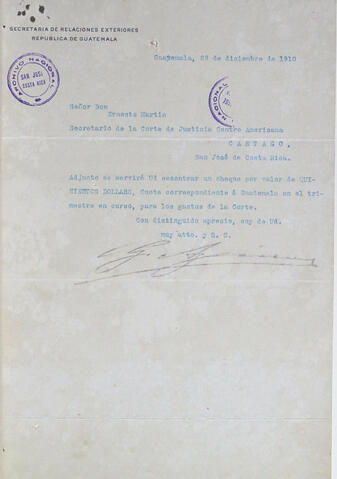 SECRETARIA DE RELACIONES EXTERIORES
REPUBLICA DE GUATEMALA
Guatemala, 28 de diciembre de 1910
ARCHIVO NACIONAL
SAN JOSÉ
COSTA RICA
Señor Don
Ernesto Martin
Secretario de la Corte de Justicia Centro Americana
CARTAGO,
San José de Costa Rica.
Adjunto se servirá Ud encontrar un cheque por valor de QUI-
NIENTOS DOLLARS, Cuota correspondiente á Guatemala en el tri-
mestre en curso, para los gastos de la Corte.
Con distinguido aprecio, soy de Ud.
muy atto. y S. S.